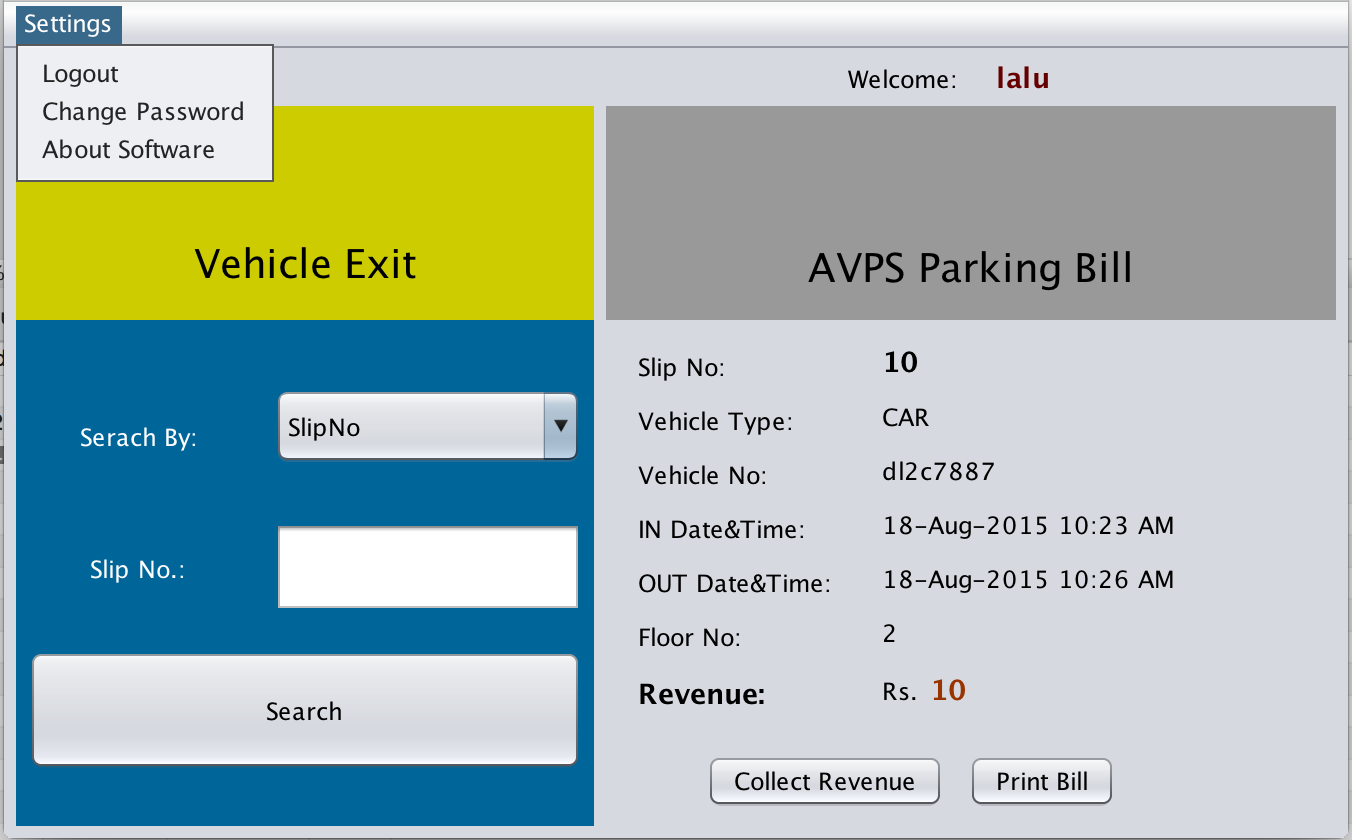 Settings
Logout
Change Password
About Software
Welcome: lalu
Vehicle Exit
AVPS Parking Bill
Serach By: SlipNo
Slip No.:
Search
Slip No: 10
Vehicle Type: CAR
Vehicle No: dl2c7887
IN Date&Time: 18-Aug-2015 10:23 AM
OUT Date&Time: 18-Aug-2015 10:26 AM
Floor No: 2
Revenue: Rs. 10
Collect Revenue
Print Bill